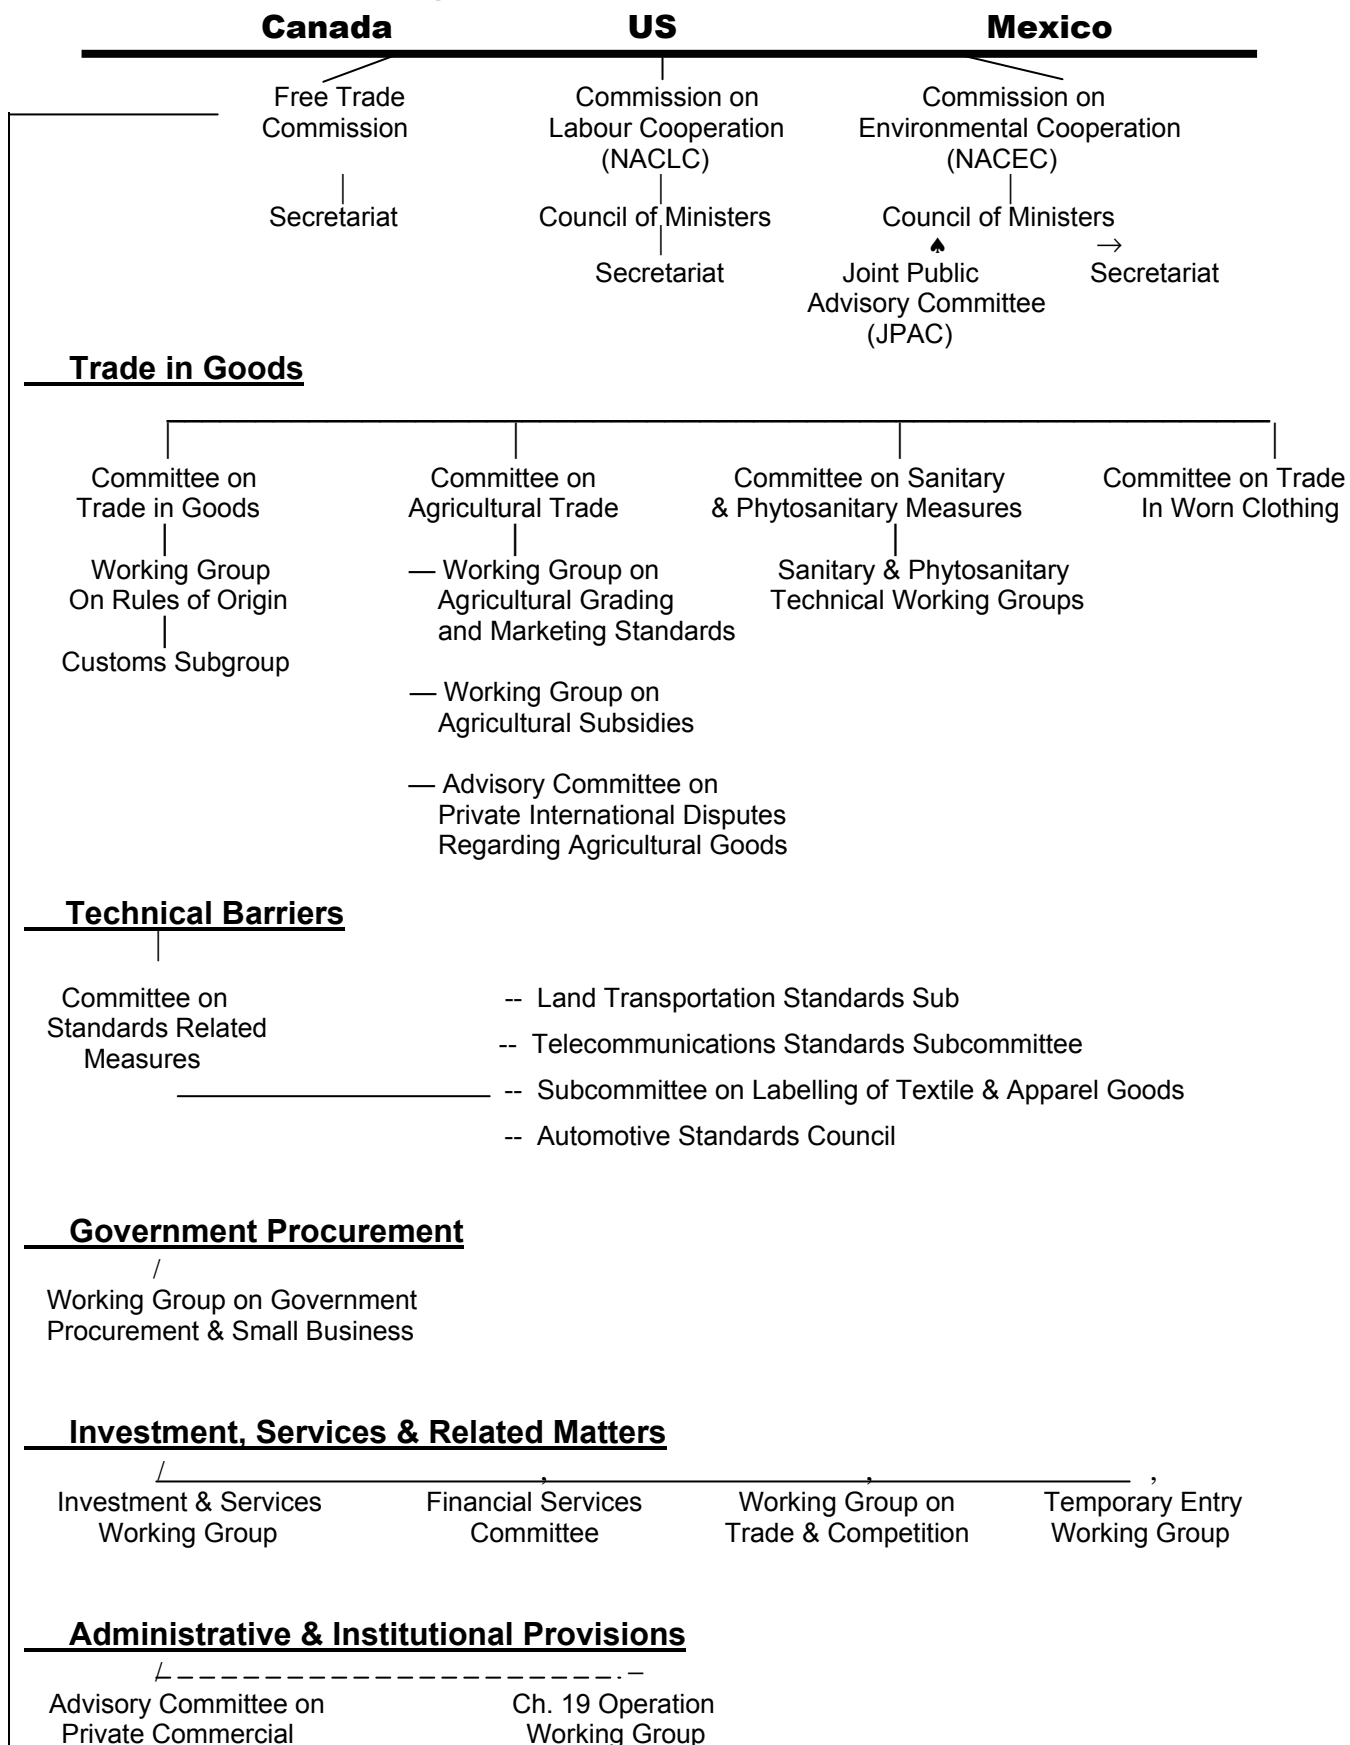 Canada US Mexico
Free Trade Commission on Commission on
Commission Labour Cooperation Environmental Cooperation
(NACLC) (NACEC)
Secretariat Council of Ministers Council of Ministers
♠ →
Secretariat Joint Public Secretariat
Advisory Committee
(JPAC)
Trade in Goods
Committee on Committee on Committee on Sanitary Committee on Trade
Trade in Goods Agricultural Trade & Phytosanitary Measures In Worn Clothing
Working Group — Working Group on Sanitary & Phytosanitary
On Rules of Origin Agricultural Grading Technical Working Groups
and Marketing Standards
Customs Subgroup
— Working Group on
Agricultural Subsidies
— Advisory Committee on
Private International Disputes
Regarding Agricultural Goods
Technical Barriers
Committee on -- Land Transportation Standards Sub
Standards Related -- Telecommunications Standards Subcommittee
Measures
-- Subcommittee on Labelling of Textile & Apparel Goods
-- Automotive Standards Council
Government Procurement
/
Working Group on Government
Procurement & Small Business
Investment, Services & Related Matters
/ , , ,
Investment & Services Financial Services Working Group on Temporary Entry
Working Group Committee Trade & Competition Working Group
Administrative & Institutional Provisions
Advisory Committee on Ch. 19 Operation
Private Commercial Working Group